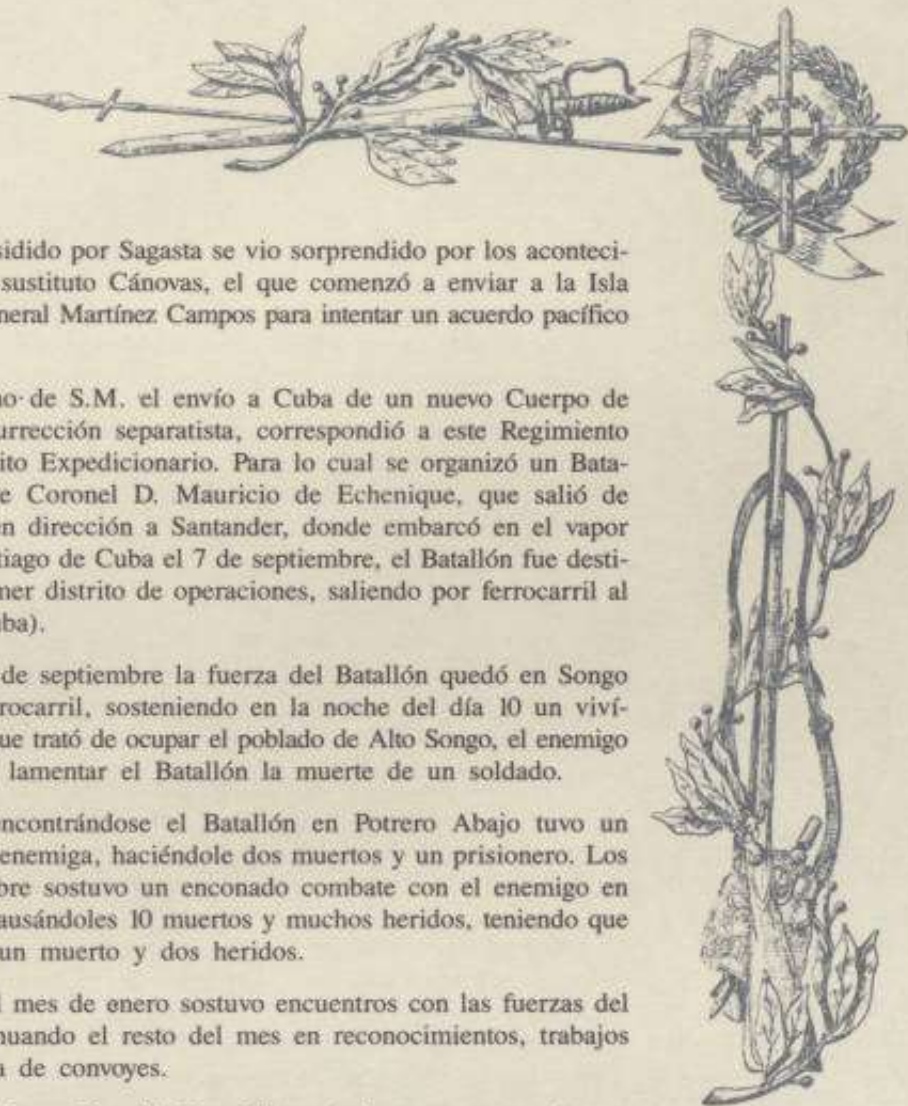 sidido por Sagasta se vio sorprendido por los aconteci-
sustituto Cánovas, el que comenzó a enviar a la Isla
eneral Martínez Campos para intentar un acuerdo pacífico
no de S.M. el envío a Cuba de un nuevo Cuerpo de
urrección separatista, correspondió a este Regimiento
ito Expedicionario. Para lo cual se organizó un Bata-
e Coronel D. Mauricio de Echenique, que salió de
en dirección a Santander, donde embarcó en el vapor
tiago de Cuba el 7 de septiembre, el Batallón fue desti-
mer distrito de operaciones, saliendo por ferrocarril al
uba).
de septiembre la fuerza del Batallón quedó en Songo
rrocarril, sosteniendo en la noche del día 10 un viví-
que trató de ocupar el poblado de Alto Songo, el enemigo
lamentar el Batallón la muerte de un soldado.
encontrándose el Batallón en Potrero Abajo tuvo un
enemiga, haciéndole dos muertos y un prisionero. Los
bre sostuvo un enconado combate con el enemigo en
ausándoles 10 muertos y muchos heridos, teniendo que
un muerto y dos heridos.
l mes de enero sostuvo encuentros con las fuerzas del
nuando el resto del mes en reconocimientos, trabajos
a de convoyes.